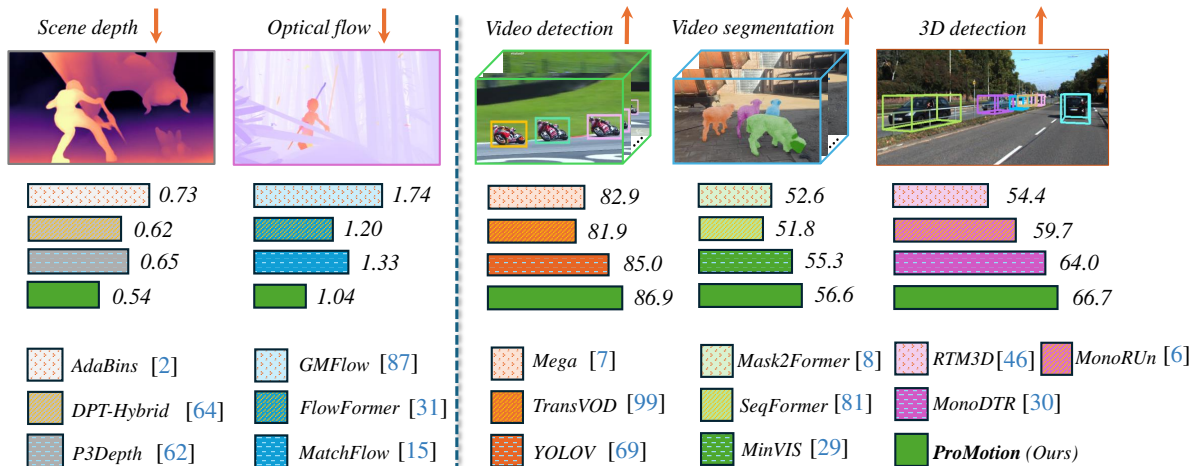 Scene depth
Optical flow
Video detection
Video segmentation
3D detection
0.73
0.62
0.65
0.54
1.74
1.20
1.33
1.04
82.9
81.9
85.0
86.9
52.6
51.8
55.3
56.6
54.4
59.7
64.0
66.7
AdaBins [2]
DPT-Hybrid [64]
P3Depth [62]
GMFlow [87]
FlowFormer [31]
MatchFlow [15]
Mega [7]
TransVOD [99]
YOLOV [69]
Mask2Former [8]
SeqFormer [81]
MinVIS [29]
RTM3D[46] MonoRUn [6]
MonoDTR [30]
ProMotion (Ours)